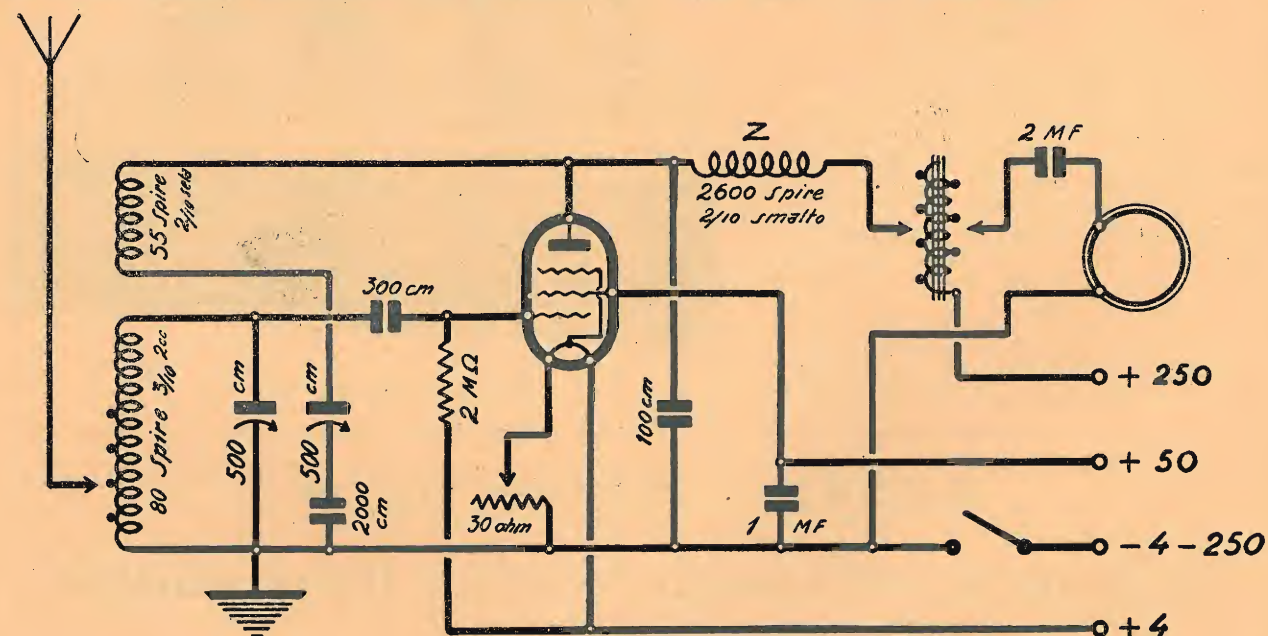 Z
2 MF
2600 spire
2/10 smalto
55 spire
2/10 seta
300 cm
80 spire 3/10 2cc
500 cm
500 cm
2000
cm
2 MΩ
30 ohm
100 cm
1 MF
+ 250
+ 50
- 4 - 250
+ 4